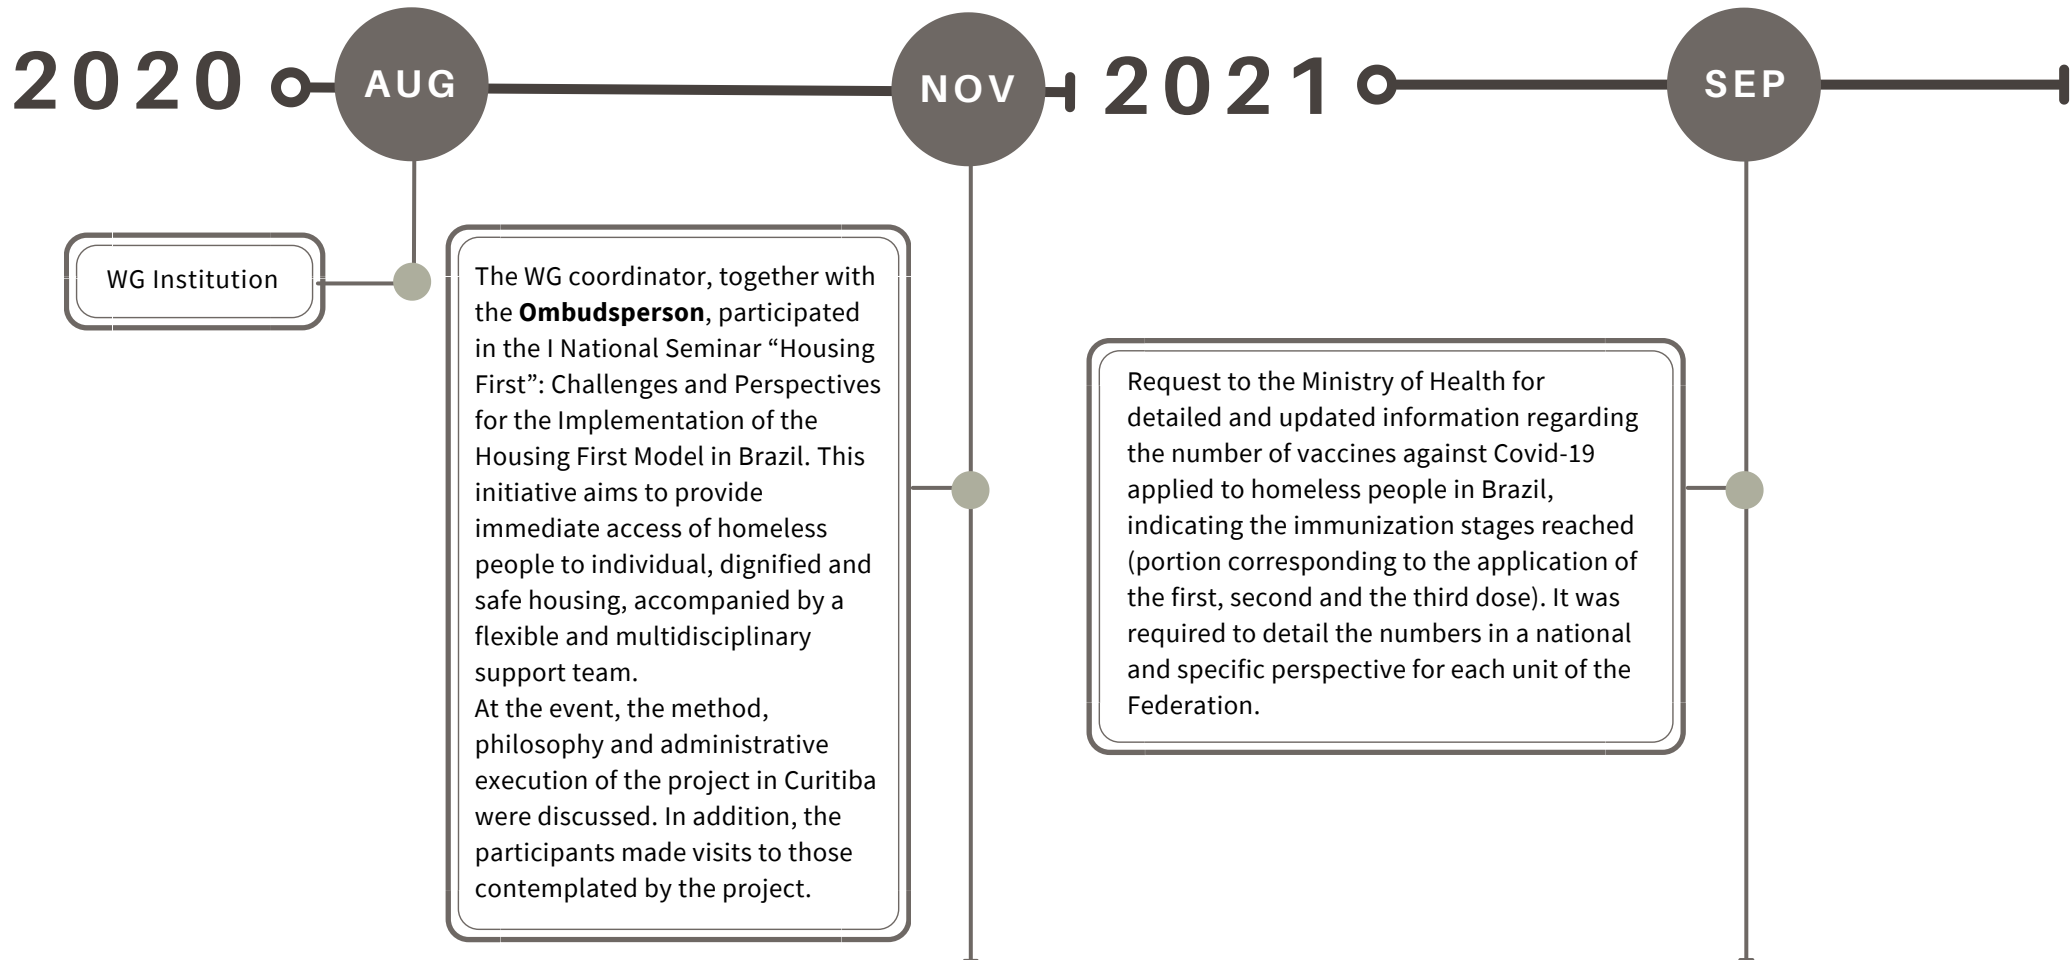 2020
AUG
NOV
2021
SEP
WG Institution
The WG coordinator, together with
the Ombudsperson, participated
in the I National Seminar “Housing
First”: Challenges and Perspectives
for the Implementation of the
Housing First Model in Brazil. This
initiative aims to provide
immediate access of homeless
people to individual, dignified and
safe housing, accompanied by a
flexible and multidisciplinary
support team.
At the event, the method,
philosophy and administrative
execution of the project in Curitiba
were discussed. In addition, the
participants made visits to those
contemplated by the project.
Request to the Ministry of Health for
detailed and updated information regarding
the number of vaccines against Covid-19
applied to homeless people in Brazil,
indicating the immunization stages reached
(portion corresponding to the application of
the first, second and the third dose). It was
required to detail the numbers in a national
and specific perspective for each unit of the
Federation.